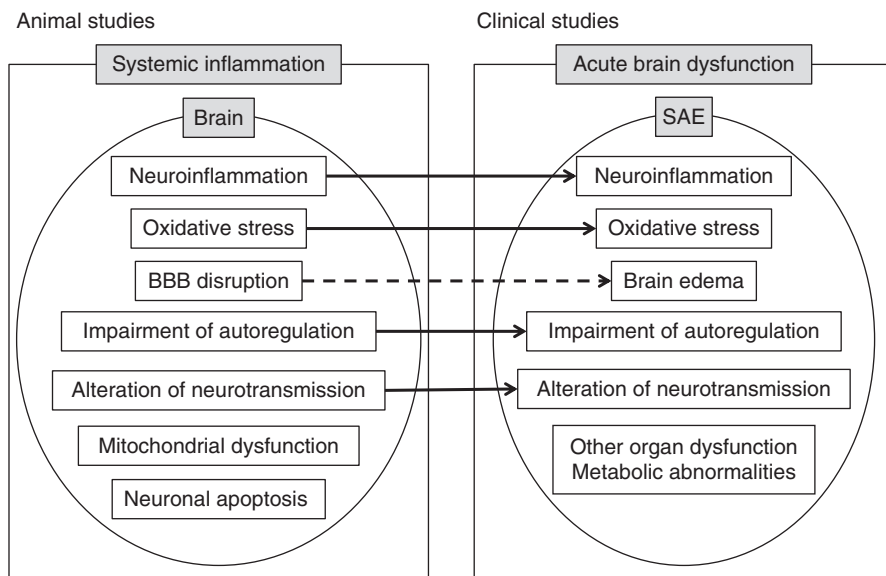 Animal studies
Systemic inflammation
Brain
Neuroinflammation
Oxidative stress
BBB disruption
Impairment of autoregulation
Alteration of neurotransmission
Mitochondrial dysfunction
Neuronal apoptosis
Clinical studies
Acute brain dysfunction
SAE
Neuroinflammation
Oxidative stress
Brain edema
Impairment of autoregulation
Alteration of neurotransmission
Other organ dysfunction
Metabolic abnormalities